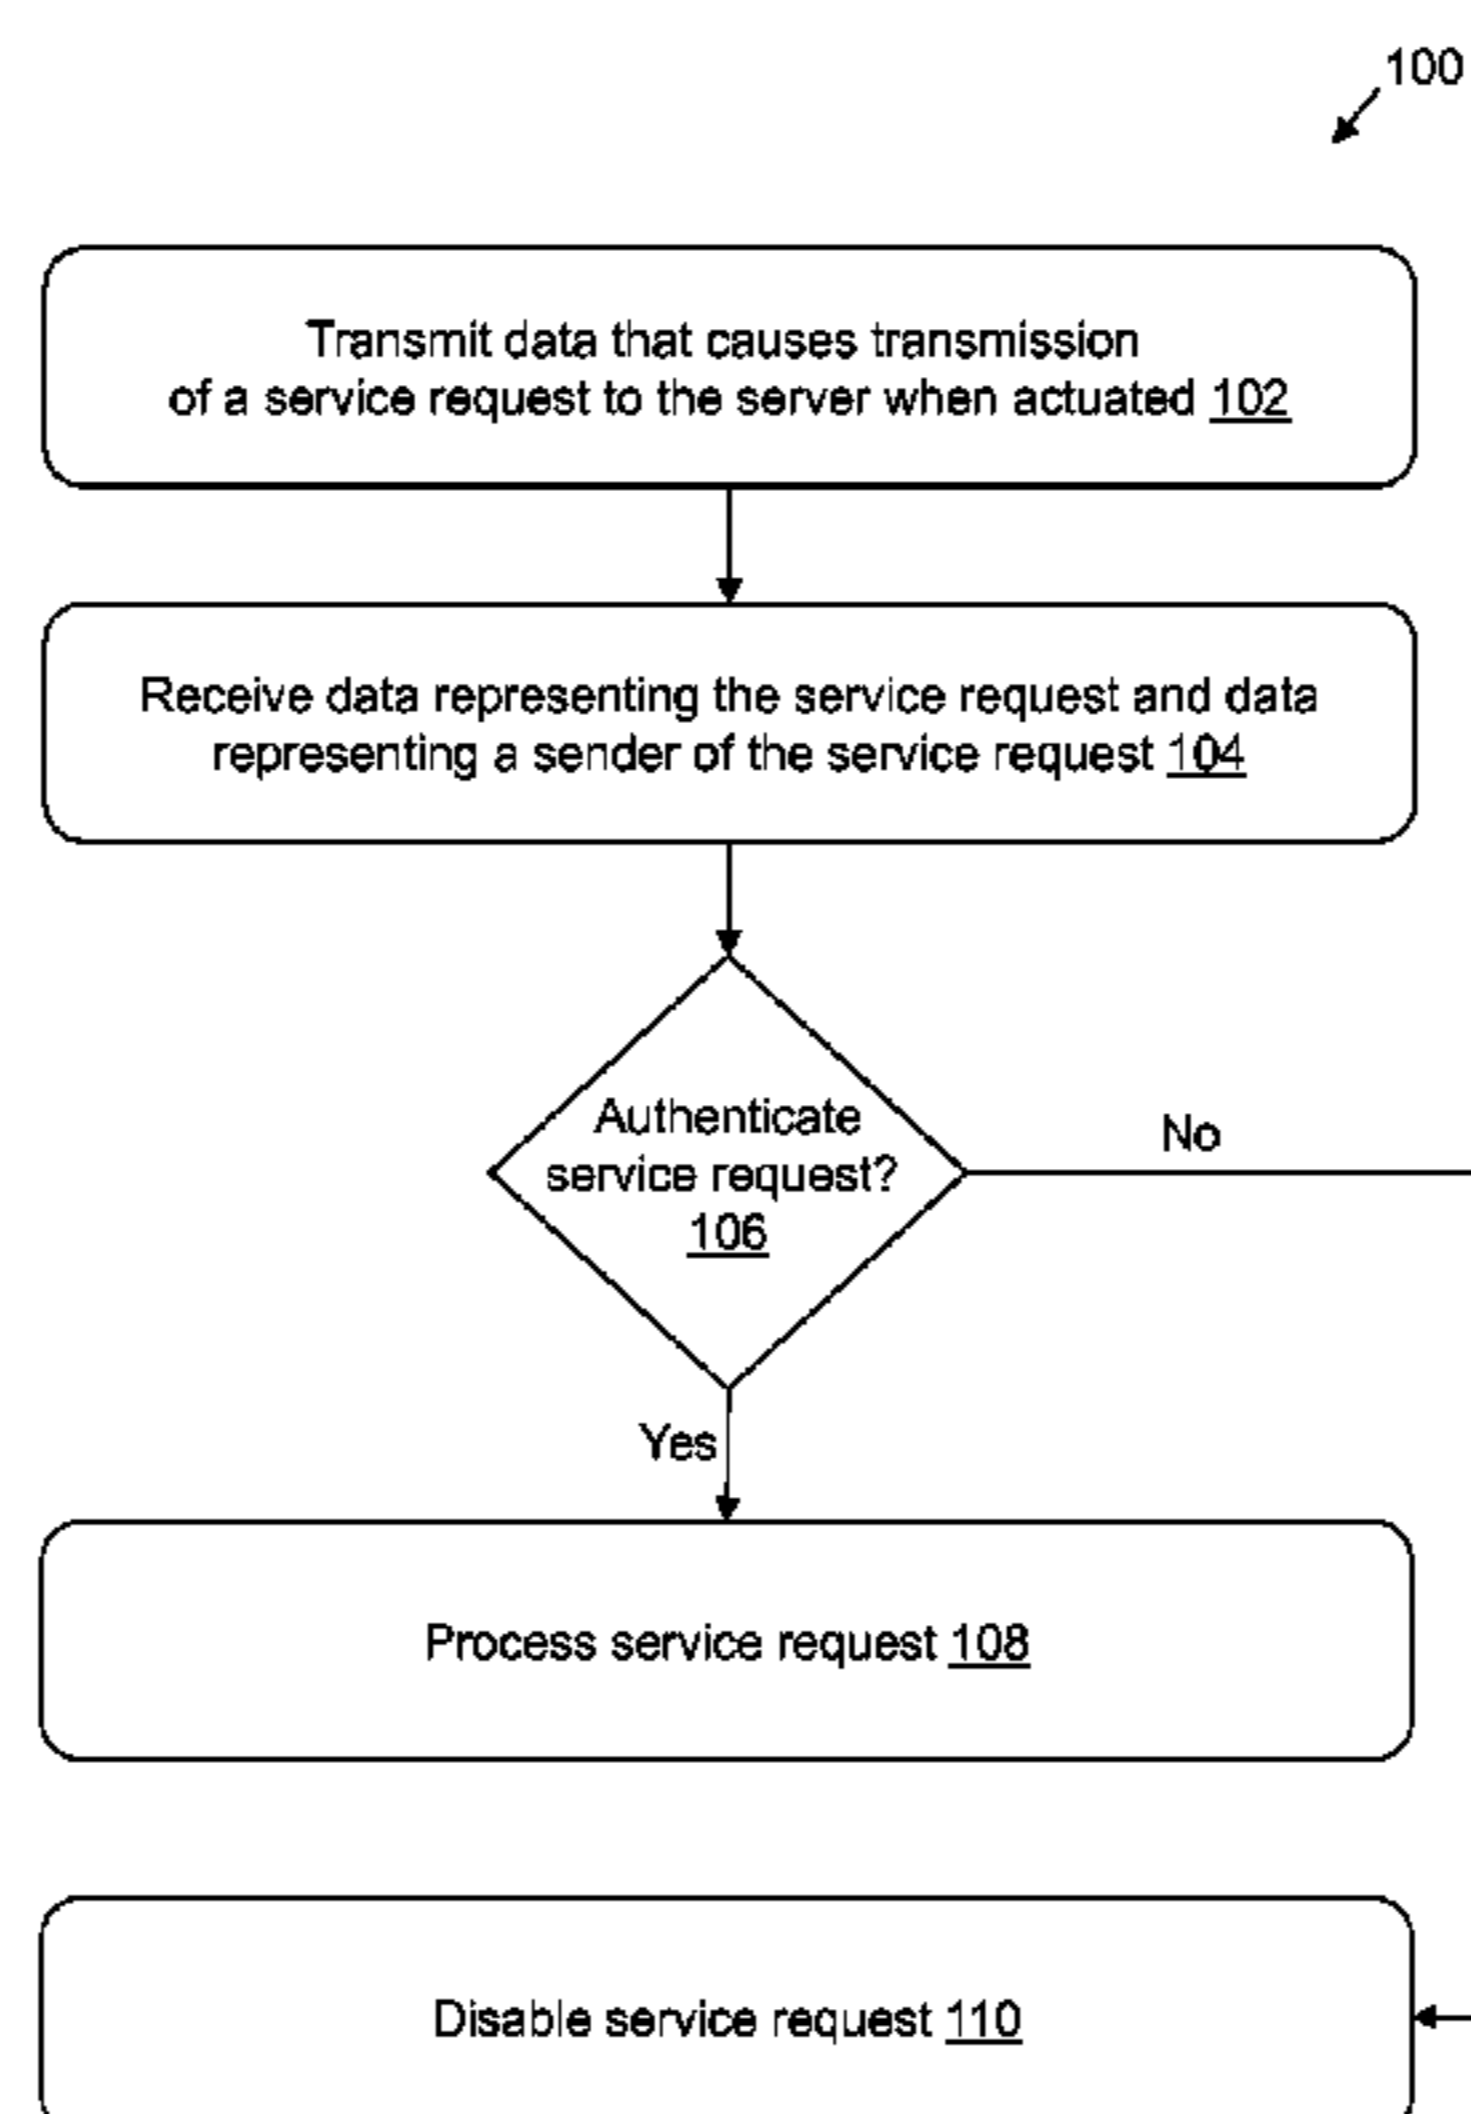 100
Transmit data that causes transmission
of a service request to the server when actuated 102
Receive data representing the service request and data
representing a sender of the service request 104
Authenticate
service request?
106
No
Yes
Process service request 108
Disable service request 110